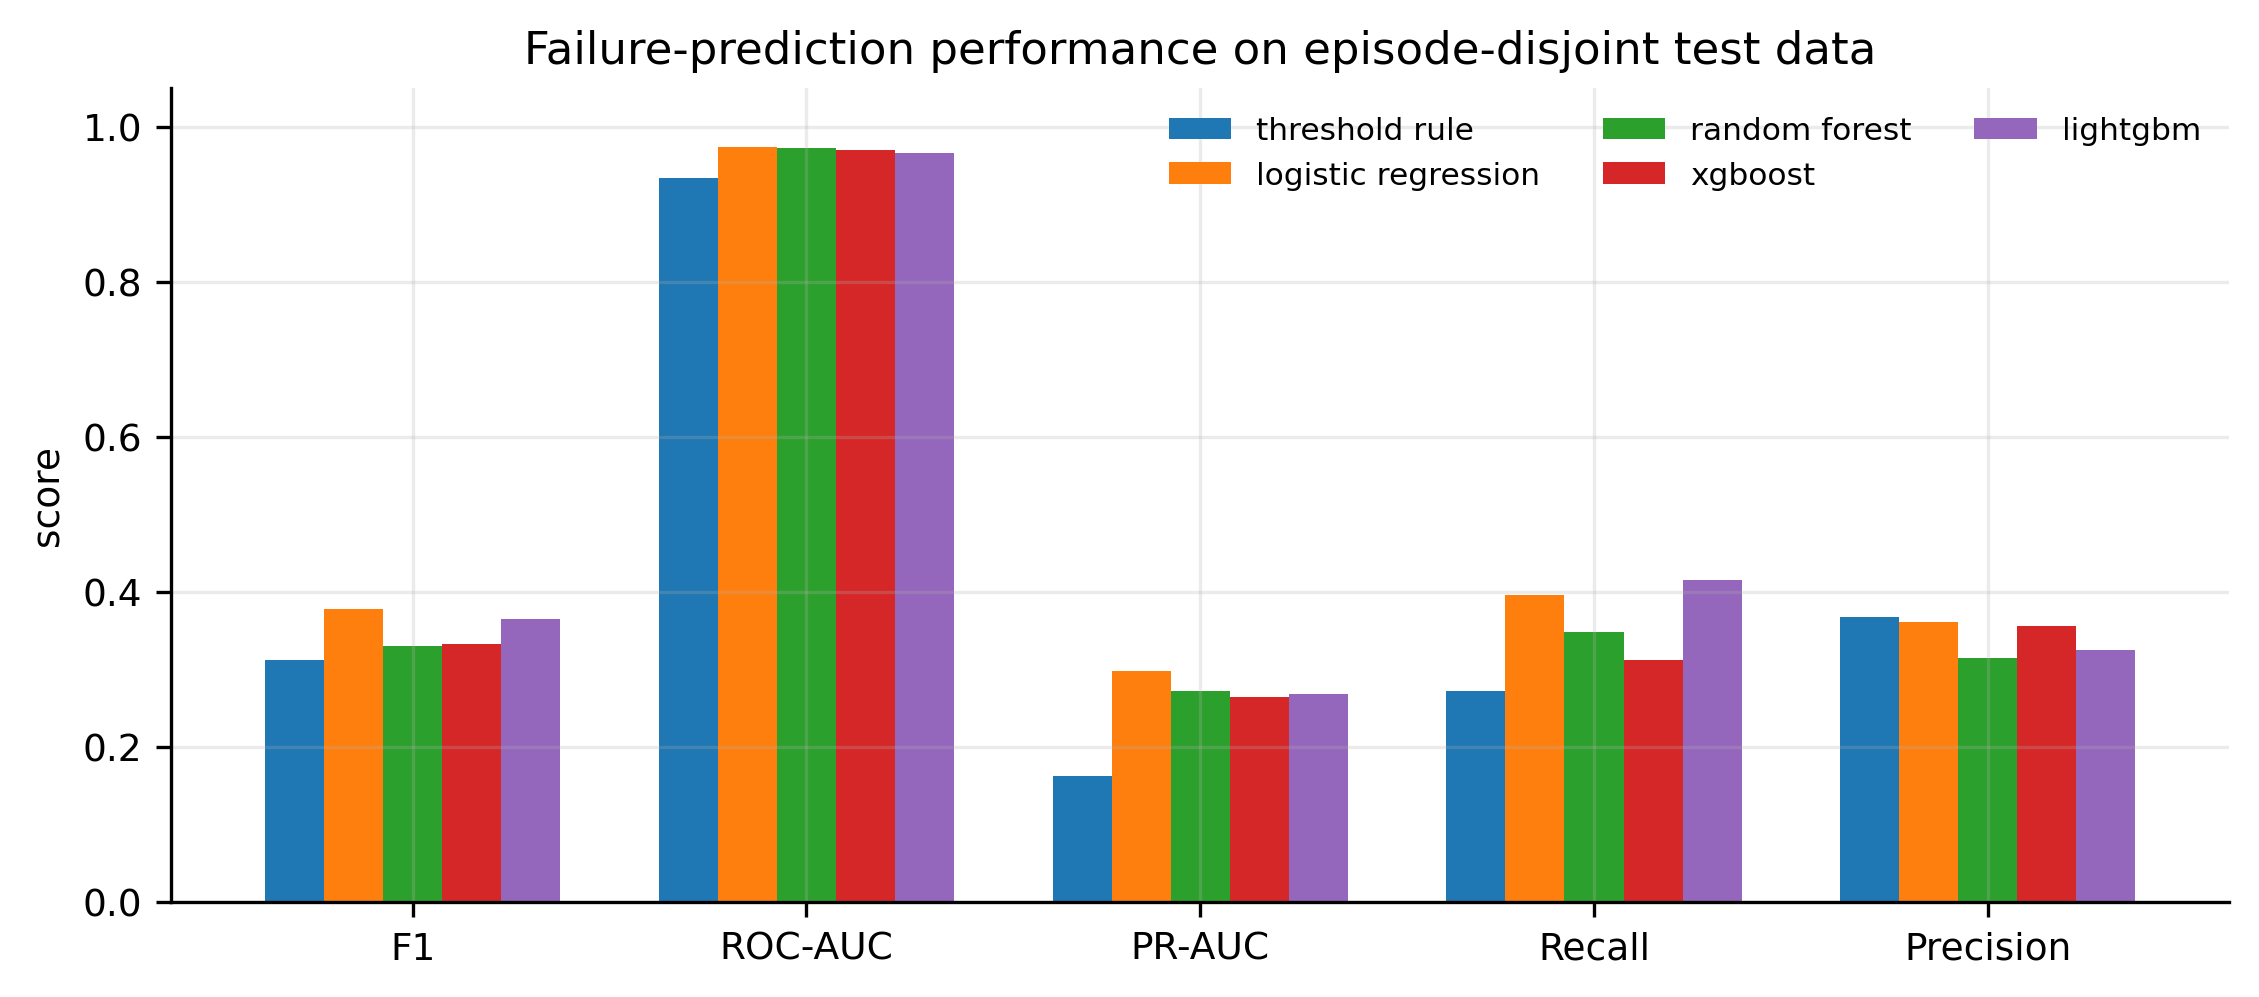 Failure-prediction performance on episode-disjoint test data
threshold rule
logistic regression
random forest
xgboost
lightgbm
score
1.0
0.8
0.6
0.4
0.2
0.0
F1 ROC-AUC PR-AUC Recall Precision